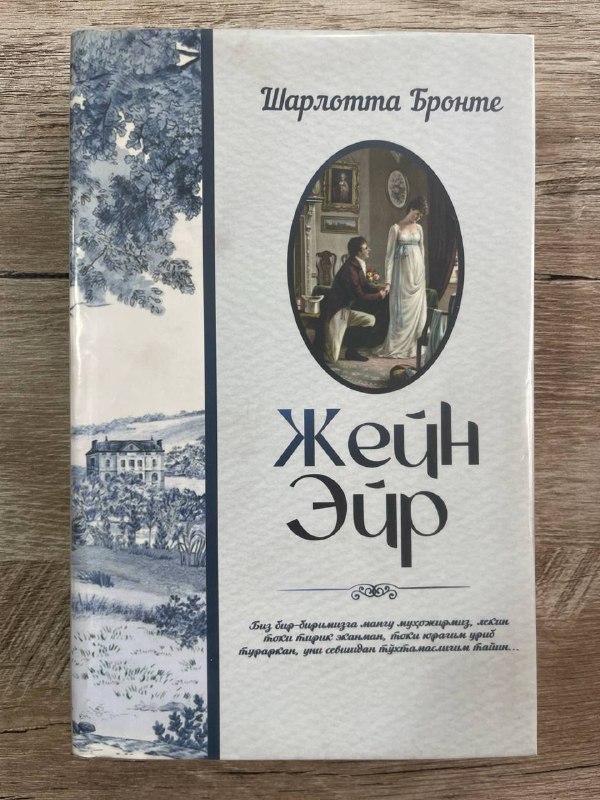 Шарлотта Бронте
Жейн
Эйр
Биз бир-биримизга мангу муҳожирмиз, лекин
токи тирик эканман, токи юрагим уриб
тураркан, уни севишдан тўхтамаслигим тайин...